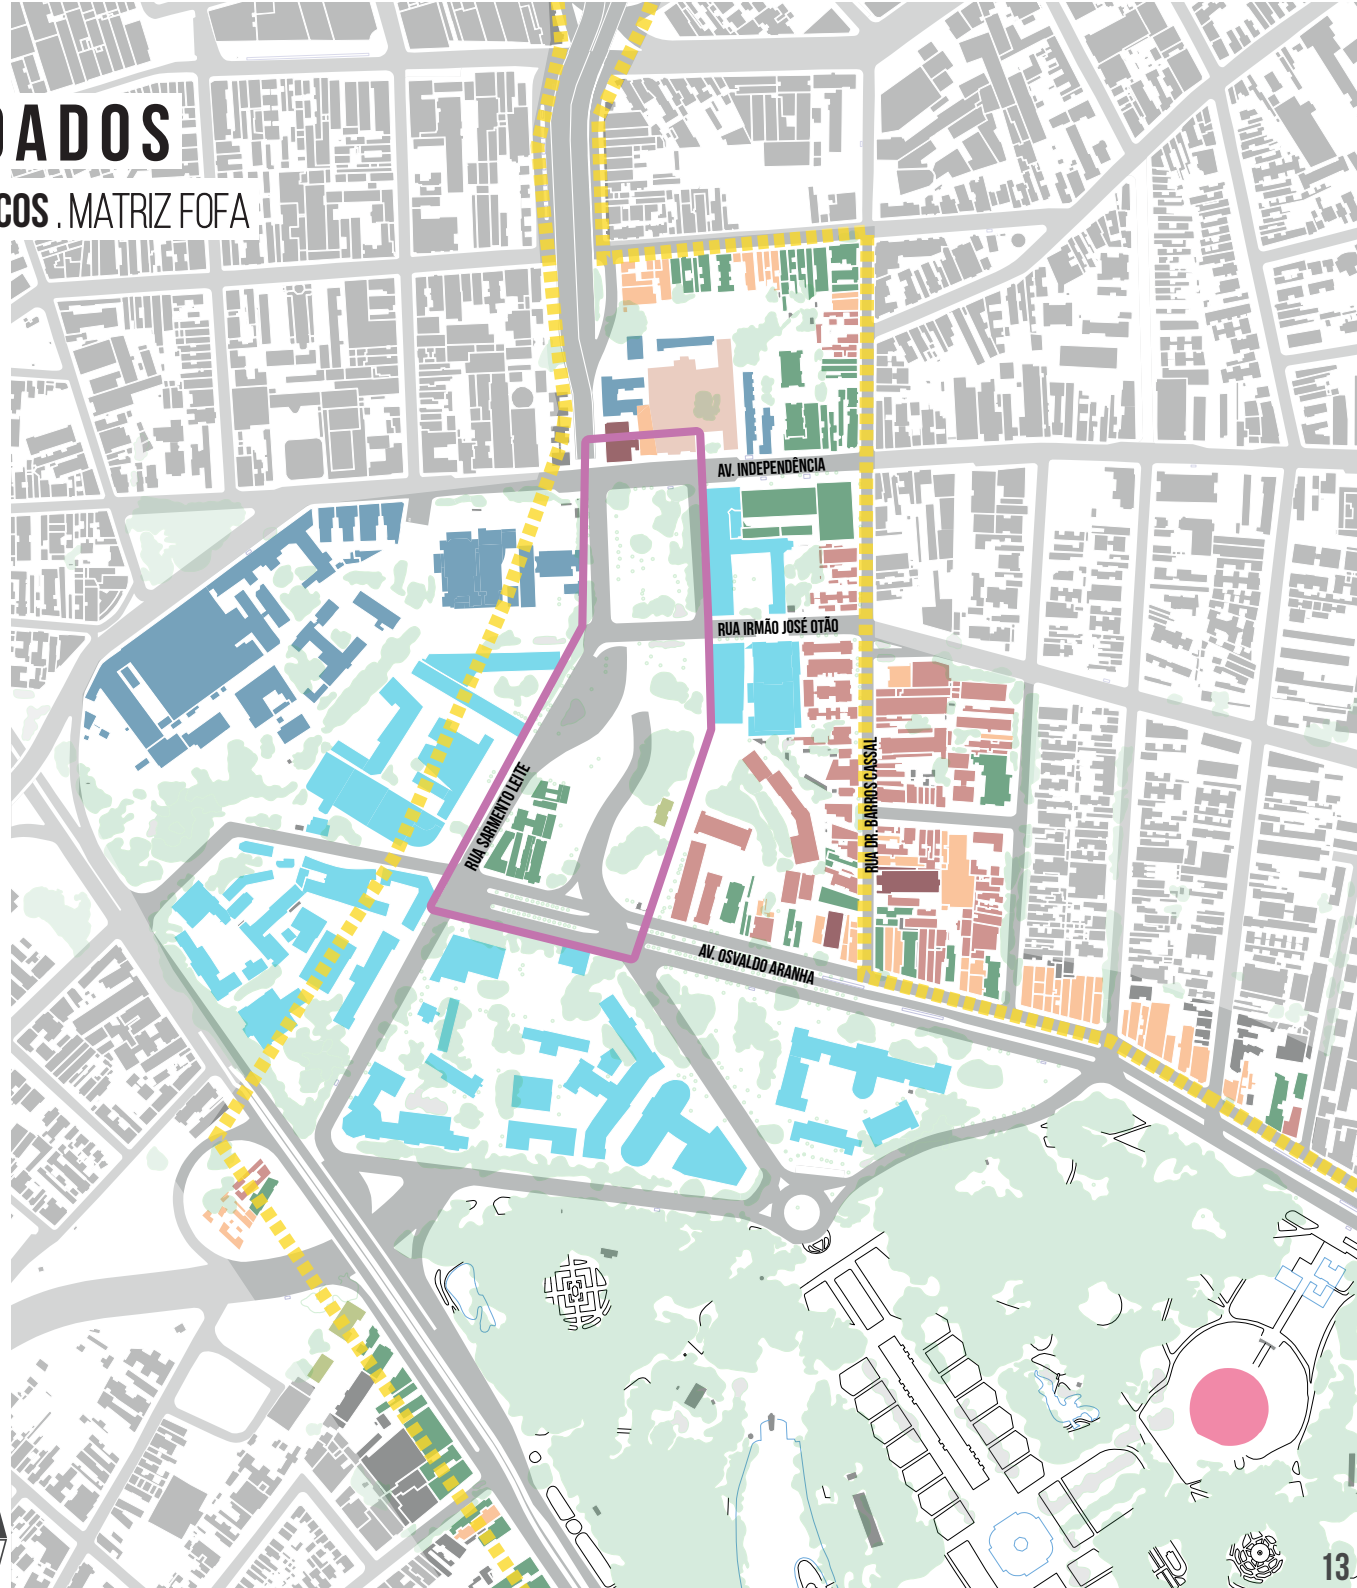 DADOS
COS . MATRIZ FOFA
AV. INDEPENDÊNCIA
RUA IRMÃO JOSÉ OTÃO
RUA SARMENTO LEITE
RUA DR. BARROS CASSAL
AV. OSVALDO ARANHA
13